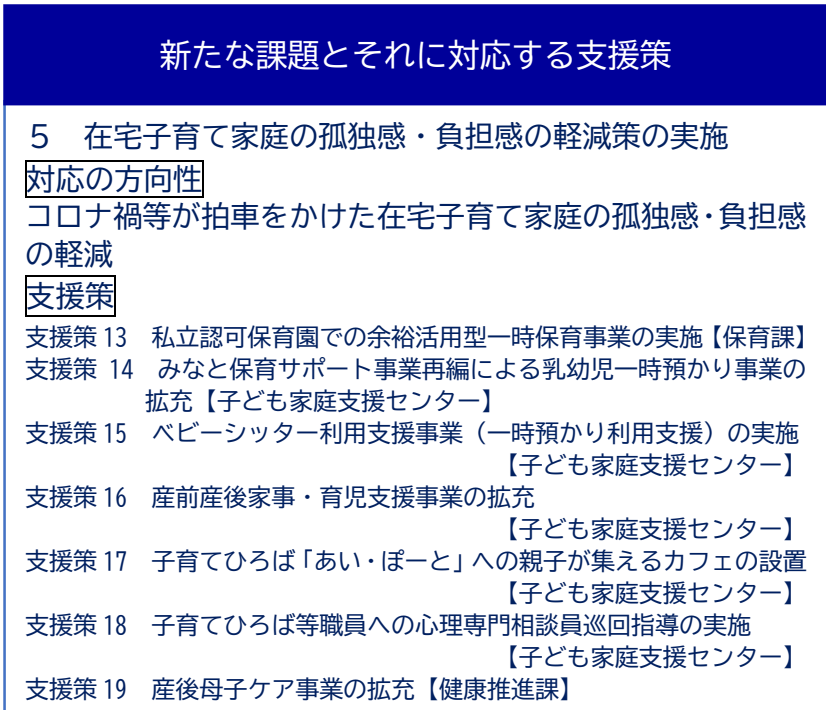 新たな課題とそれに対応する支援策
５　在宅子育て家庭の孤独感・負担感の軽減策の実施
対応の方向性
コロナ禍等が拍車をかけた在宅子育て家庭の孤独感・負担感
の軽減
支援策
支援策 13　私立認可保育園での余裕活用型一時保育事業の実施【保育課】
支援策 14　みなと保育サポート事業再編による乳幼児一時預かり事業の
拡充【子ども家庭支援センター】
支援策 15　ベビーシッター利用支援事業（一時預かり利用支援）の実施
【子ども家庭支援センター】
支援策 16　産前産後家事・育児支援事業の拡充
【子ども家庭支援センター】
支援策 17　子育てひろば「あい・ぽーと」への親子が集えるカフェの設置
【子ども家庭支援センター】
支援策 18　子育てひろば等職員への心理専門相談員巡回指導の実施
【子ども家庭支援センター】
支援策 19　産後母子ケア事業の拡充【健康推進課】